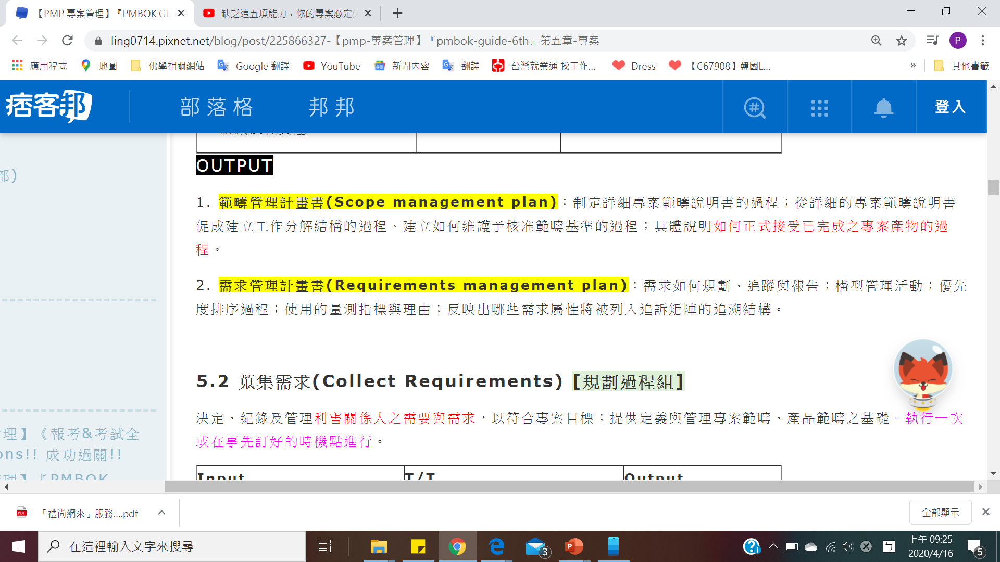 【PMP 專案管理】『PMBOK GU
缺乏這五項能力，你的專案必定失
ling0714.pixnet.net/blog/post/225866327-【pmp-專案管理】『pmbok-guide-6th』第五章-專案
P
應用程式
地圖
佛學相關網站
Google 翻譯
YouTube
新聞內容
翻譯
台灣就業通 找工作...
Dress
【C67908】韓國L...
»
其他書籤
痞客邦
部落格
邦邦
登入
OUTPUT
1. 範疇管理計畫書(Scope management plan)：制定詳細專案範疇說明書的過程；從詳細的專案範疇說明書
促成建立工作分解結構的過程、建立如何維護予核准範疇基準的過程；具體說明如何正式接受已完成之專案產物的過
程。
2. 需求管理計畫書(Requirements management plan)：需求如何規劃、追蹤與報告；構型管理活動；優先
度排序過程；使用的量測指標與理由；反映出哪些需求屬性將被列入追訴矩陣的追溯結構。
5.2 蒐集需求(Collect Requirements) [規劃過程組]
決定、紀錄及管理利害關係人之需要與需求，以符合專案目標；提供定義與管理專案範疇、產品範疇之基礎。執行一次
或在事先訂好的時機點進行。
Input
T/T
Output
部)
理】《報考&考試全
ons!! 成功過關!!
理】『PMBOK
PDF
「禮尚網來」服務....pdf
全部顯示
在這裡輸入文字來搜尋
3
ㄅ
上午 09:25
2020/4/16
5